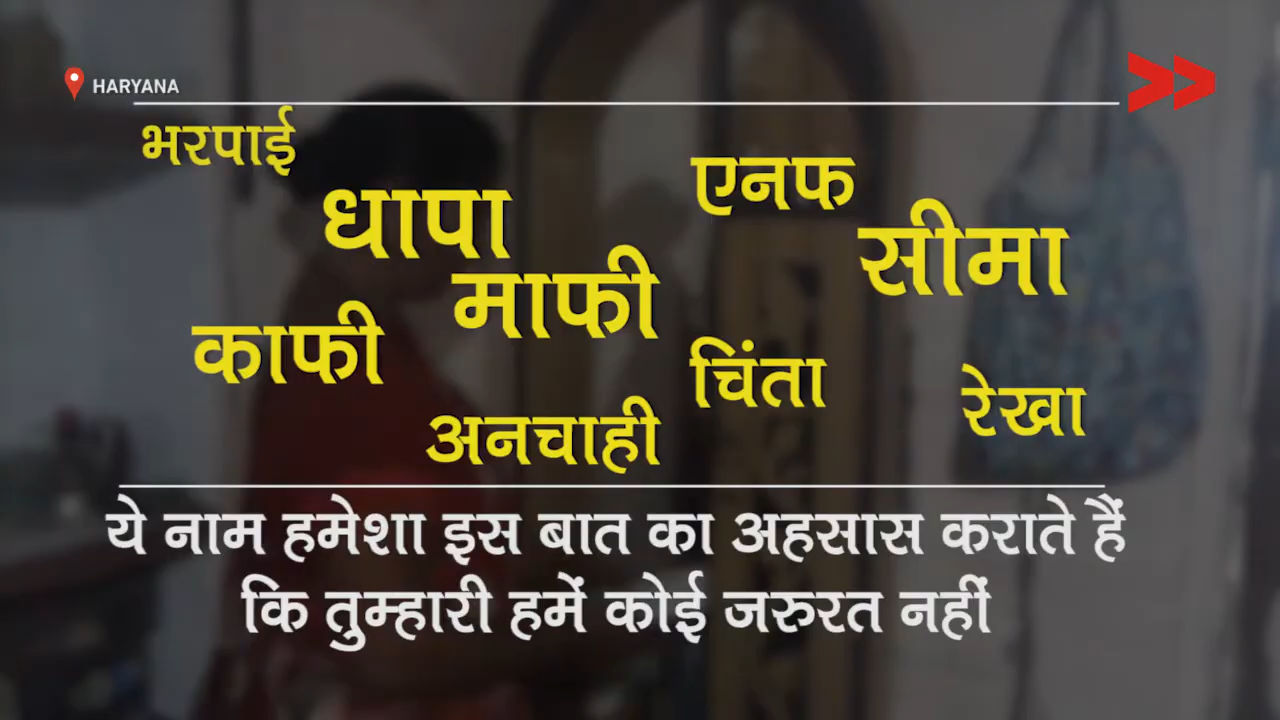 HARYANA
भरपाई
धापा
एनफ
सीमा
माफी
काफी
चिंता
रेखा
अनचाही
ये नाम हमेशा इस बात का अहसास कराते हैं
कि तुम्हारी हमें कोई जरुरत नहीं